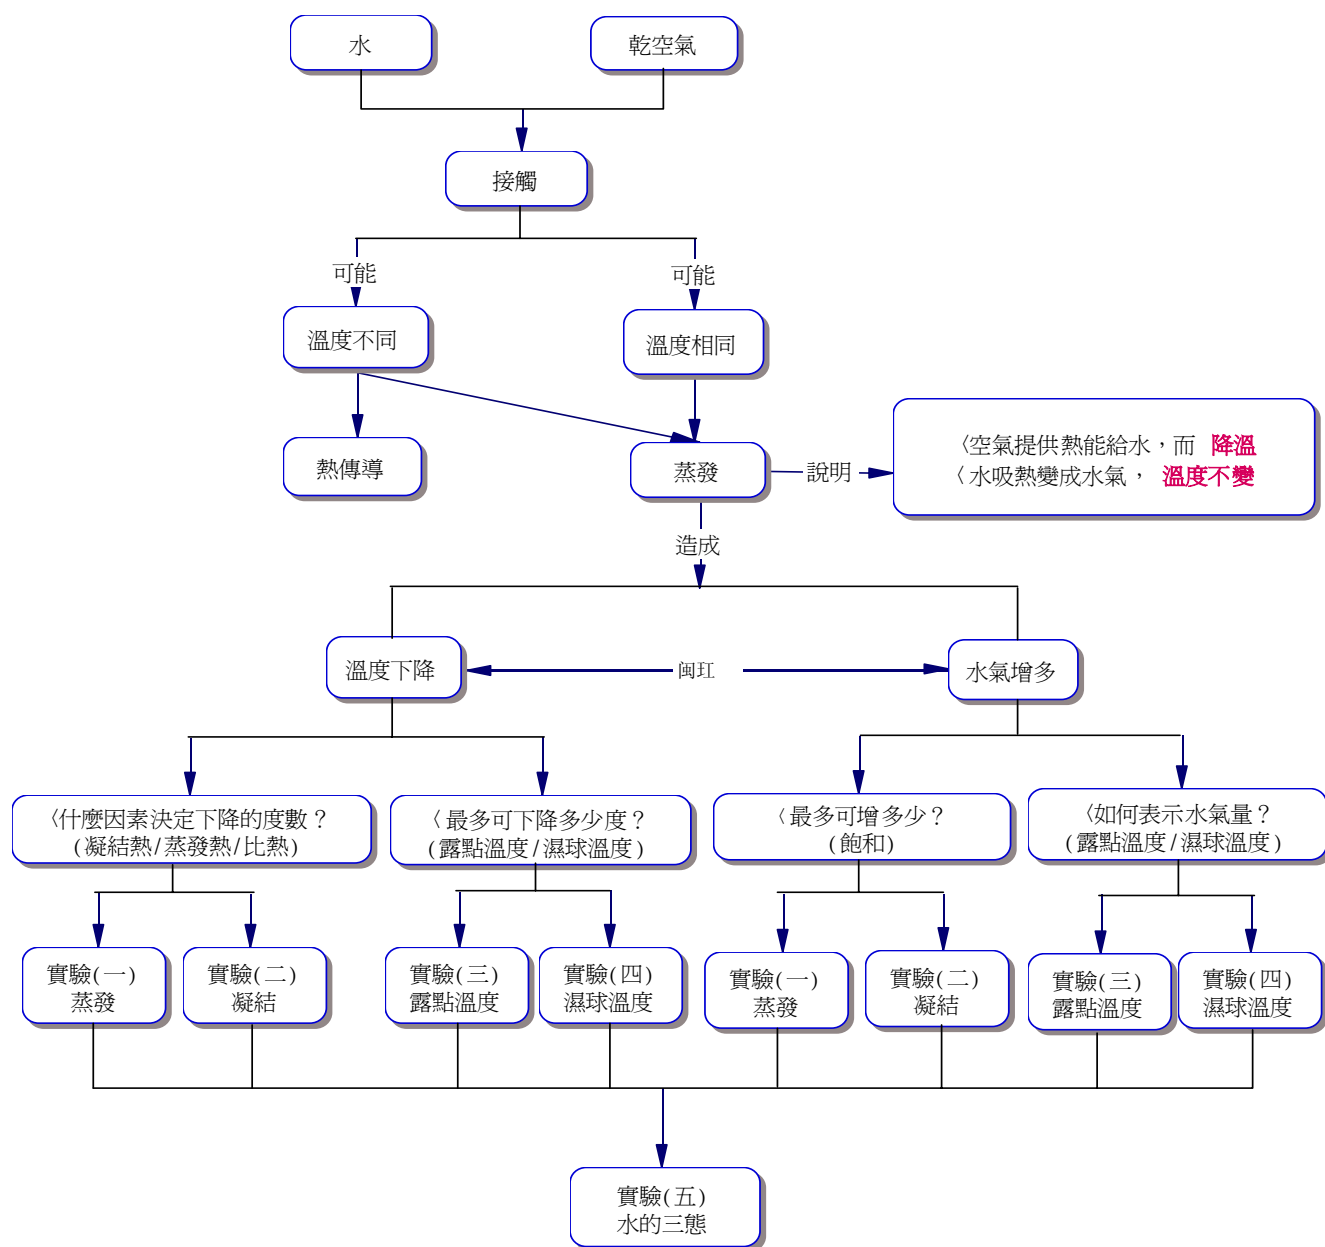 水
乾空氣
接觸
可能
可能
溫度不同
溫度相同
熱傳導
蒸發
說明
〈空氣提供熱能給水，而 降溫
〈水吸熱變成水氣， 溫度不變
造成
溫度下降
闽玒
水氣增多
〈什麼因素決定下降的度數？
(凝結熱/蒸發熱/比熱)
〈最多可下降多少度？
(露點溫度/濕球溫度)
〈最多可增多少？
(飽和)
〈如何表示水氣量？
(露點溫度/濕球溫度)
實驗(一)
蒸發
實驗(二)
凝結
實驗(三)
露點溫度
實驗(四)
濕球溫度
實驗(一)
蒸發
實驗(二)
凝結
實驗(三)
露點溫度
實驗(四)
濕球溫度
實驗(五)
水的三態